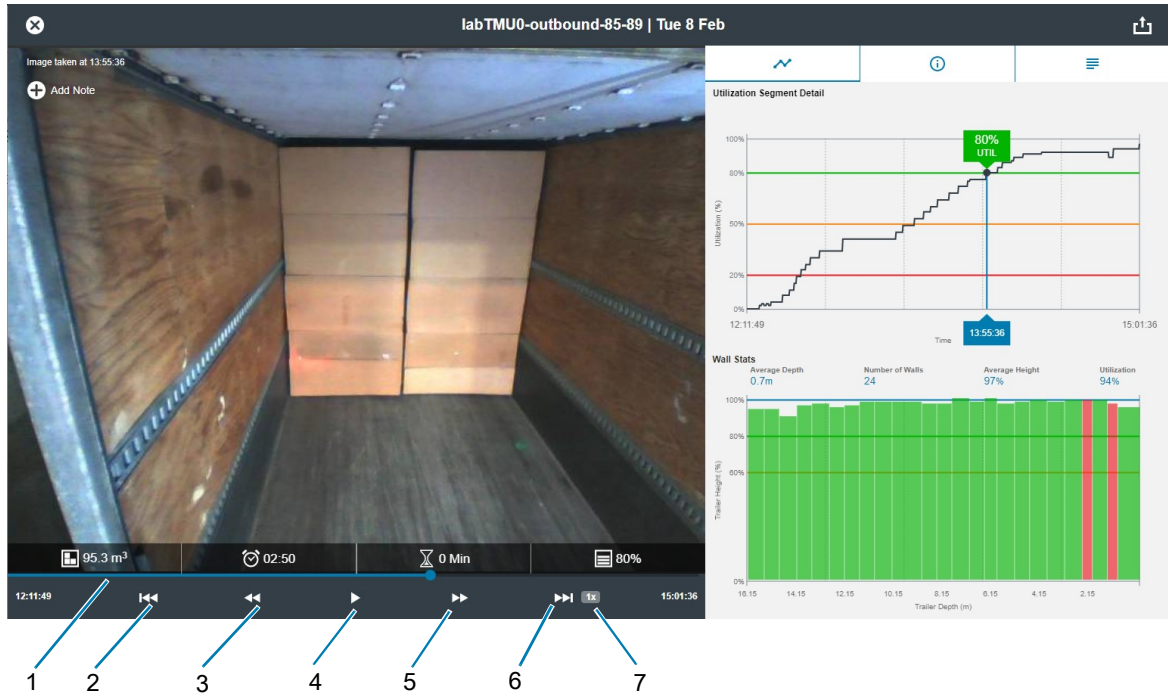 labTMU0-outbound-85-89 | Tue 8 Feb
Image taken at 13:55:36
Add Note
95.3 m³
02:50
0 Min
80%
12:11:49
1x
15:01:36
1 2 3 4 5 6 7
Utilization Segment Detail
80%
UTIL
100%
80%
50%
20%
0%
Utilization (%)
12:11:49
13:55:36
15:01:36
Time
Wall Stats
Average Depth Number of Walls Average Height Utilization
0.7m 24 97% 94%
100%
80%
60%
0%
Trailer Height (%)
16.15 14.15 12.15 10.15 8.15 6.15 4.15 2.15
Trailer Depth (m)